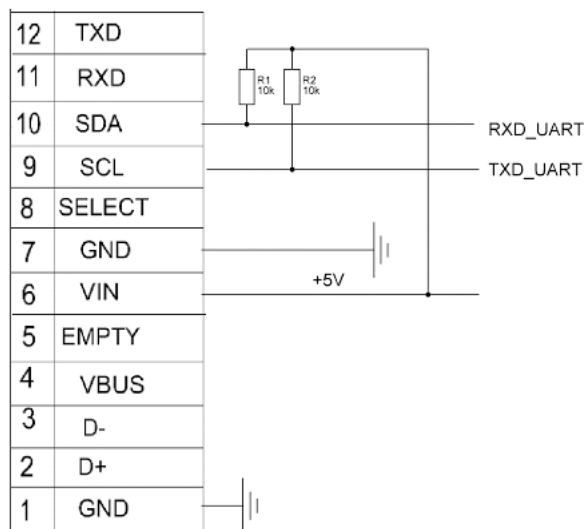 12 TXD
11 RXD
R1
10k
R2
10k
10 SDA
RXD_UART
9 SCL
TXD_UART
8 SELECT
7 GND
6 VIN
+5V
5 EMPTY
4 VBUS
3 D-
2 D+
1 GND